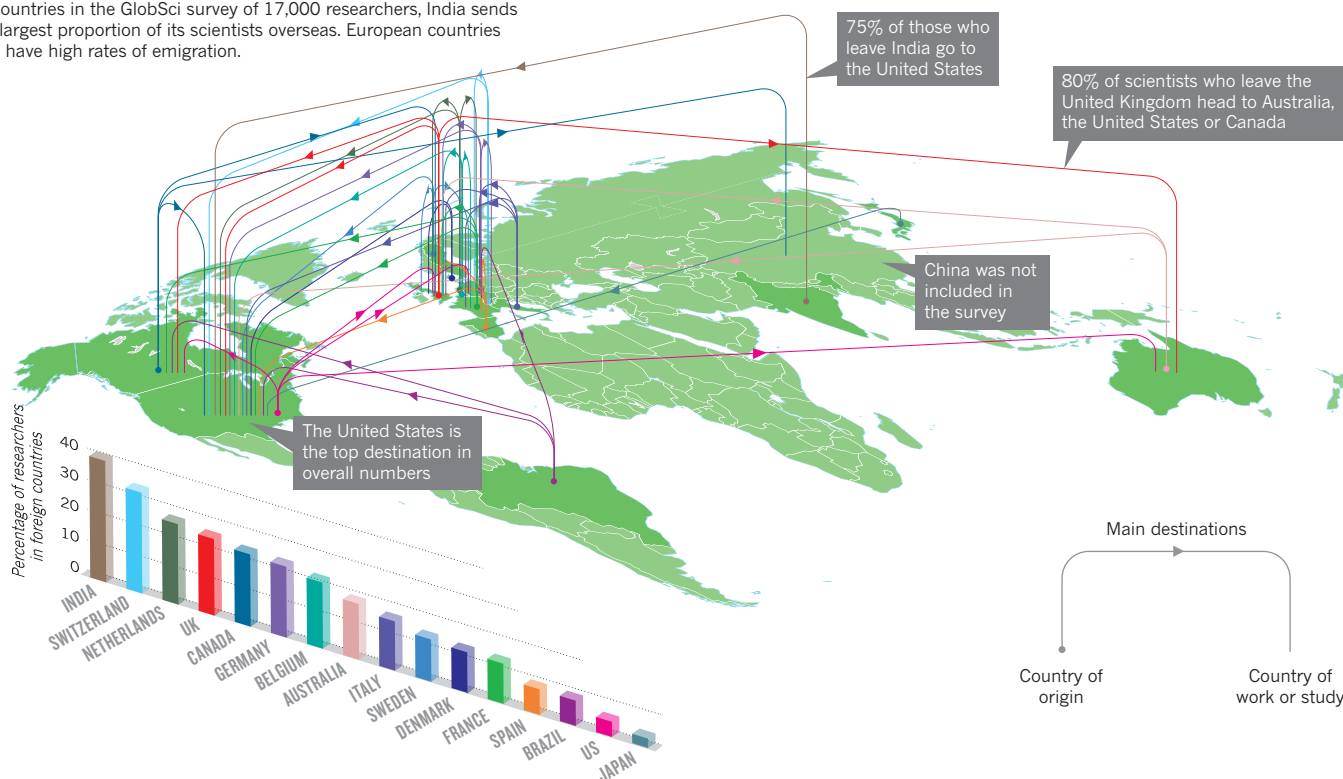 ountries in the GlobSci survey of 17,000 researchers, India sends
largest proportion of its scientists overseas. European countries
have high rates of emigration.
75% of those who
leave India go to
the United States
80% of scientists who leave the
United Kingdom head to Australia,
the United States or Canada
China was not
included in
the survey
The United States is
the top destination in
overall numbers
Percentage of researchers
in foreign countries
40
30
20
10
0
INDIA
SWITZERLAND
NETHERLANDS
UK
CANADA
GERMANY
BELGIUM
AUSTRALIA
ITALY
SWEDEN
DENMARK
FRANCE
SPAIN
BRAZIL
US
JAPAN
Main destinations
Country of
origin
Country of
work or study